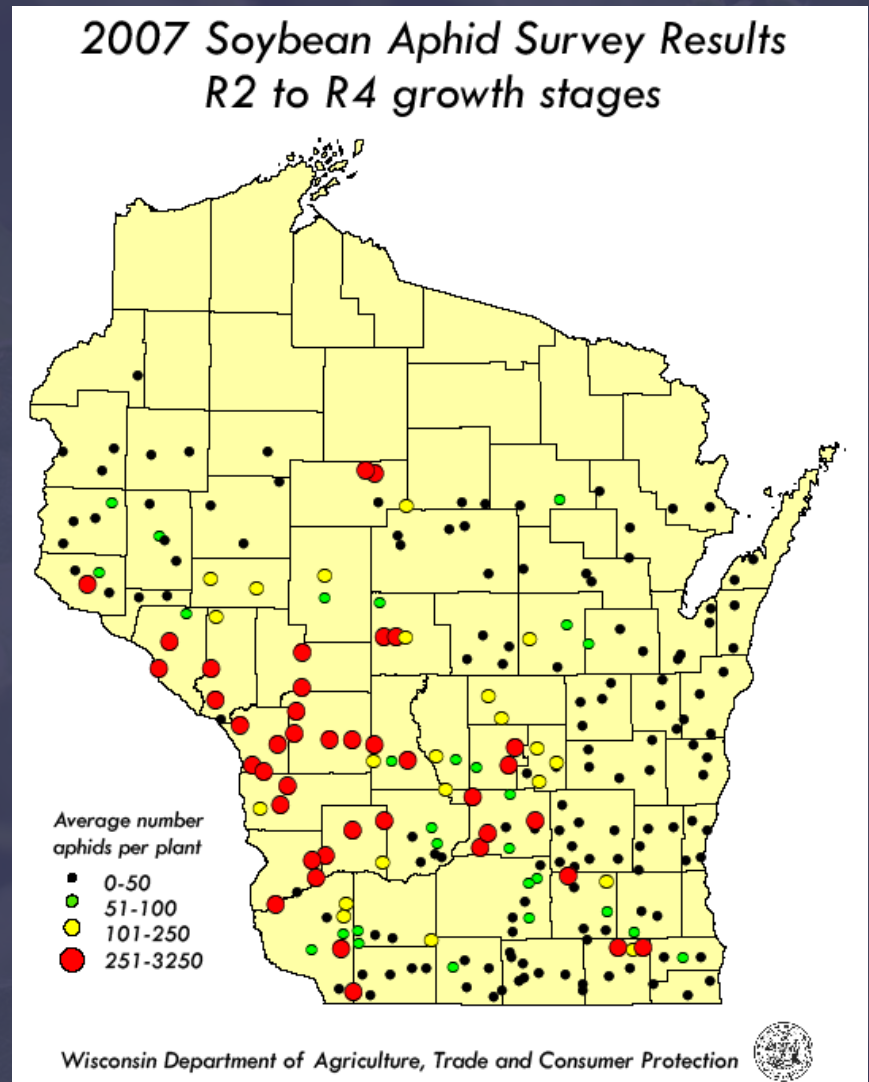 2007 Soybean Aphid Survey Results
R2 to R4 growth stages
Average number
aphids per plant
0-50
51-100
101-250
251-3250
Wisconsin Department of Agriculture, Trade and Consumer Protection